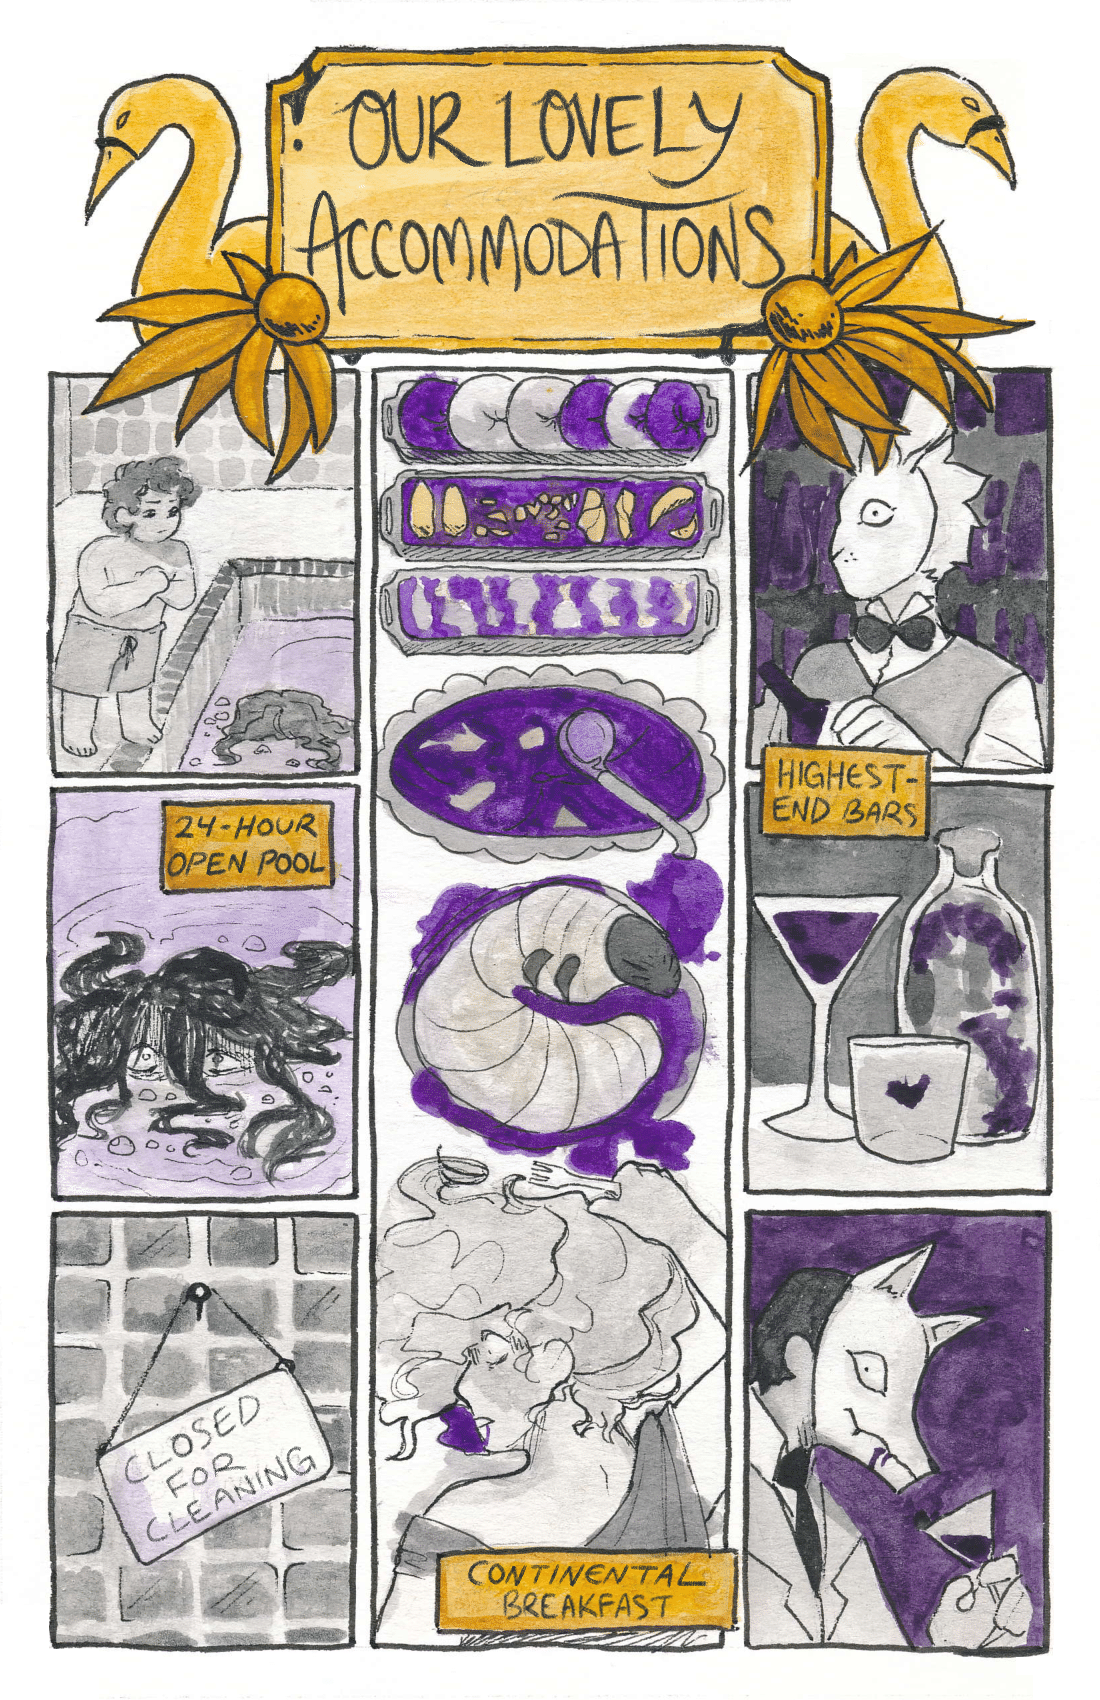 OUR LOVELY
ACCOMMODATIONS
24-HOUR
OPEN POOL
CLOSED
FOR
CLEANING
CONTINENTAL
BREAKFAST
HIGHEST-
END BARS